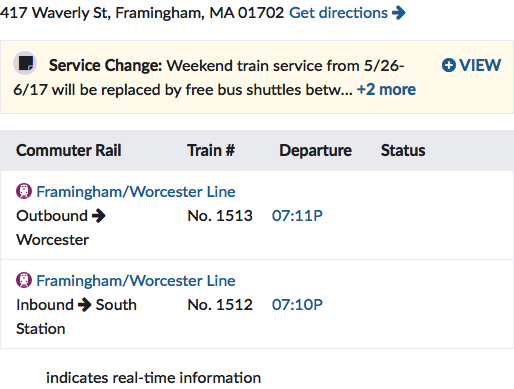 417 Waverly St, Framingham, MA 01702 Get directions
Service Change: Weekend train service from 5/26-
6/17 will be replaced by free bus shuttles betw... +2 more
VIEW
Commuter Rail Train # Departure Status
Framingham/Worcester Line
Outbound → Worcester No. 1513 07:11P
Framingham/Worcester Line
Inbound → South Station No. 1512 07:10P
indicates real-time information